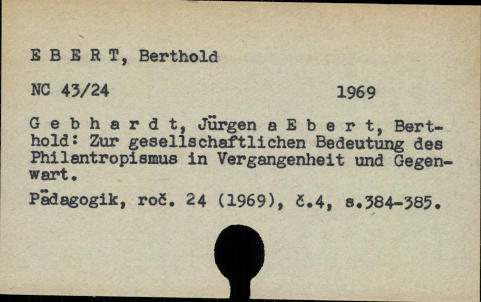 E B E R T, Berthold
NC 43/24 1969
G e b h a r d t, Jürgen a E b e r t, Bert-
hold: Zur gesellschaftlichen Bedeutung des
Philantropismus in Vergangenheit und Gegen-
wart.
Pädagogik, roč. 24 (1969), č.4, s.384-385.